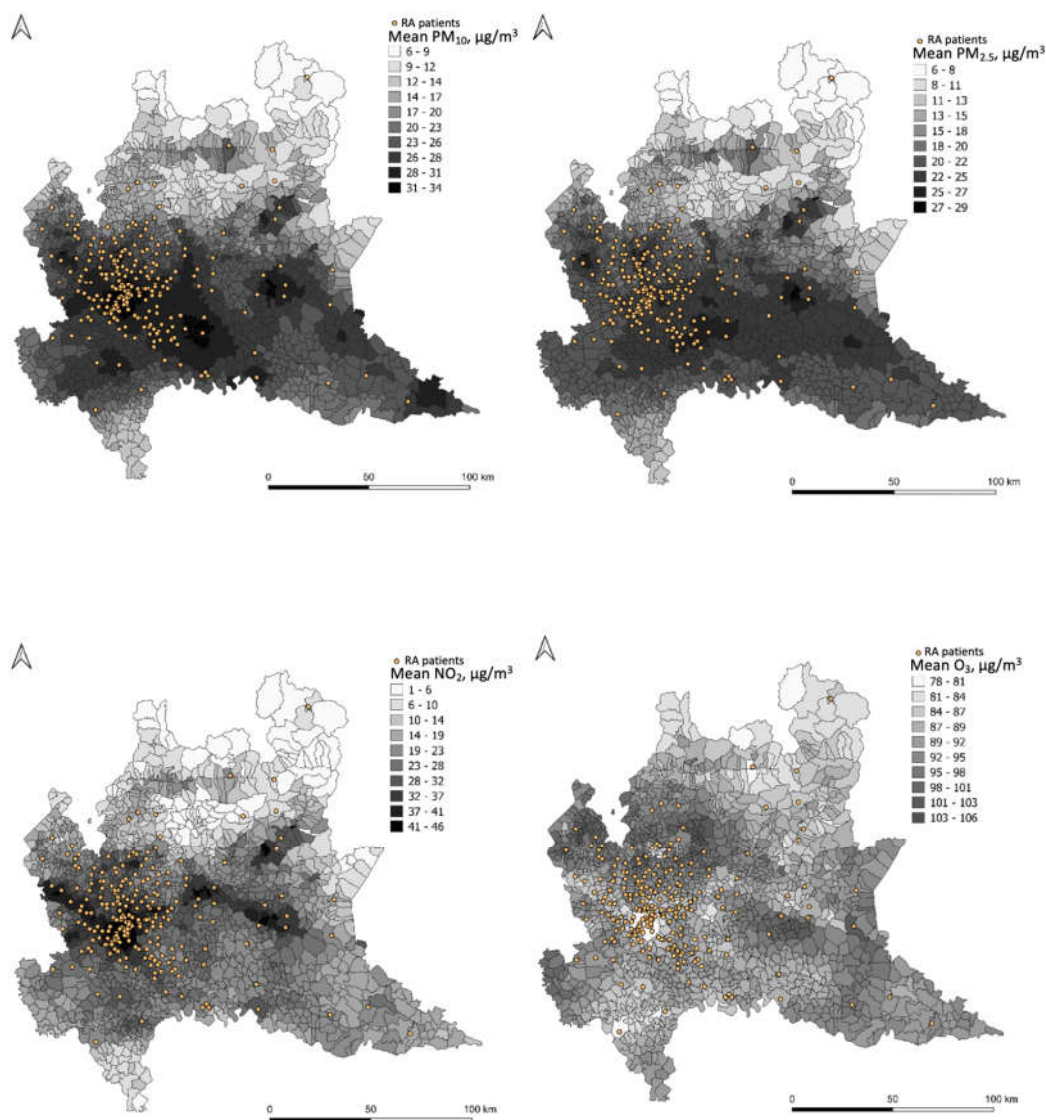 RA patients
Mean PM10, µg/m³
6 - 9
9 - 12
12 - 14
14 - 17
17 - 20
20 - 23
23 - 26
26 - 28
28 - 31
31 - 34
0 50 100 km
RA patients
Mean PM2.5, µg/m³
6 - 8
8 - 11
11 - 13
13 - 15
15 - 18
18 - 20
20 - 22
22 - 25
25 - 27
27 - 29
0 50 100 km
RA patients
Mean NO2, µg/m³
1 - 6
6 - 10
10 - 14
14 - 19
19 - 23
23 - 28
28 - 32
32 - 37
37 - 41
41 - 46
0 50 100 km
RA patients
Mean O3, µg/m³
78 - 81
81 - 84
84 - 87
87 - 89
89 - 92
92 - 95
95 - 98
98 - 101
101 - 103
103 - 106
0 50 100 km